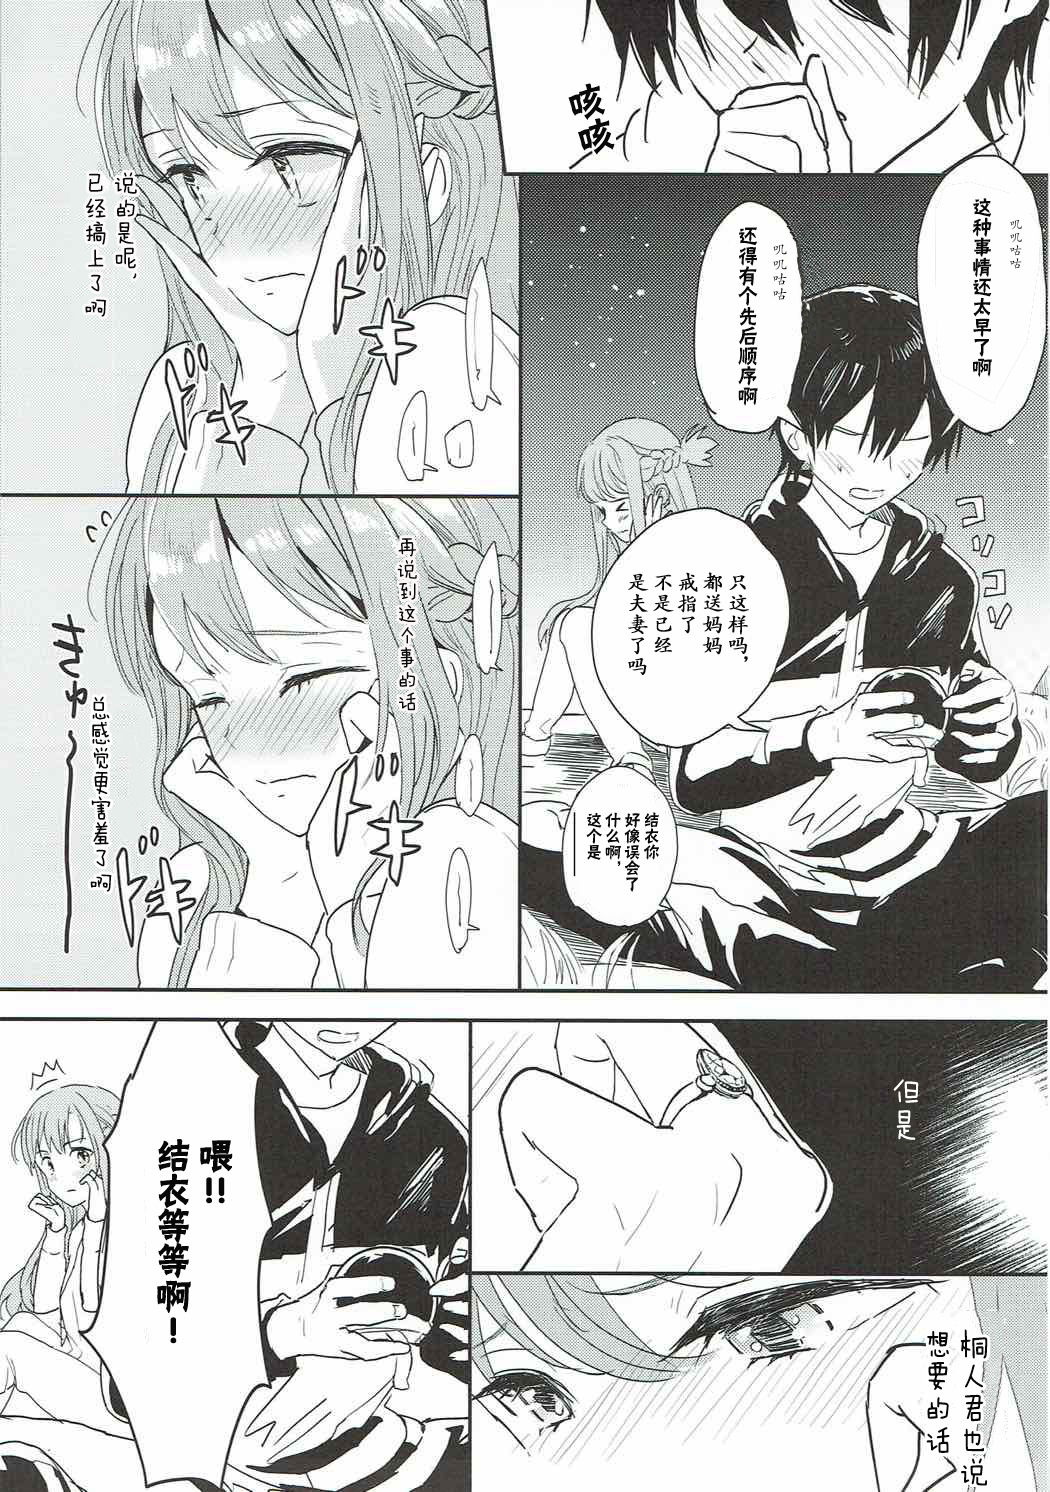 咳
咳
这种事情还太早了啊
叽叽咕咕
还得有个先后顺序啊
叽叽咕咕
コソ
コソ
只这样吗，
都送妈妈
戒指了
不是已经
是夫妻了吗
结衣你
好像误会了
什么啊，
这个是
说的是呢，
已经搞上了啊
ドキ
ドキ
再说到这个事的话
总感觉更害羞了啊
きゅ〜
ドキ
ドキ
但是
喂!!
结衣等等啊！
桐人君也说
想要的话